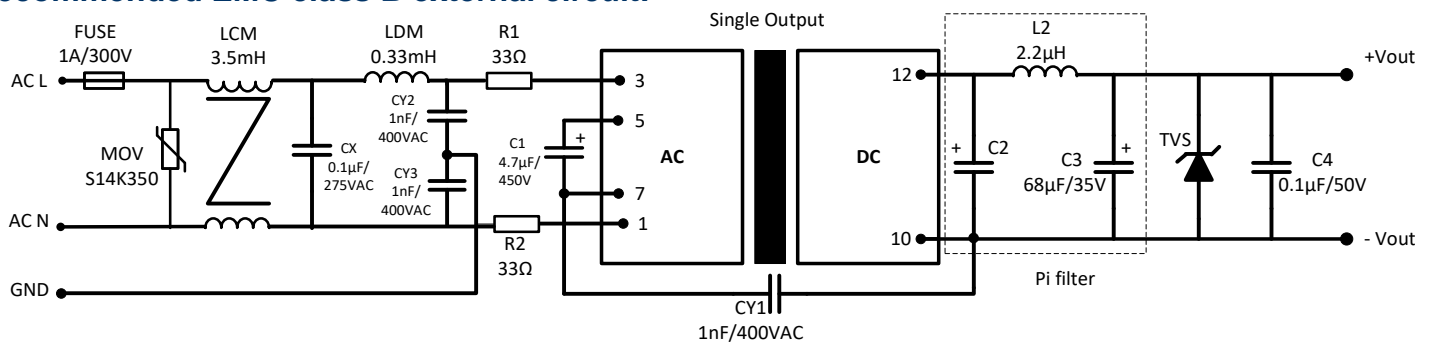 Single Output
FUSE
1A/300V
LCM
3.5mH
LDM
0.33mH
R1
33Ω
L2
2.2µH
AC L
+Vout
3
12
CY2
1nF/
400VAC
5
MOV
S14K350
CX
0.1µF/
275VAC
C1
4.7µF/
450V
+
AC
DC
+
C2
C3
68µF/35V
+
TVS
C4
0.1µF/50V
CY3
1nF/
400VAC
7
AC N
1
R2
33Ω
10
- Vout
GND
Pi filter
CY1
1nF/400VAC